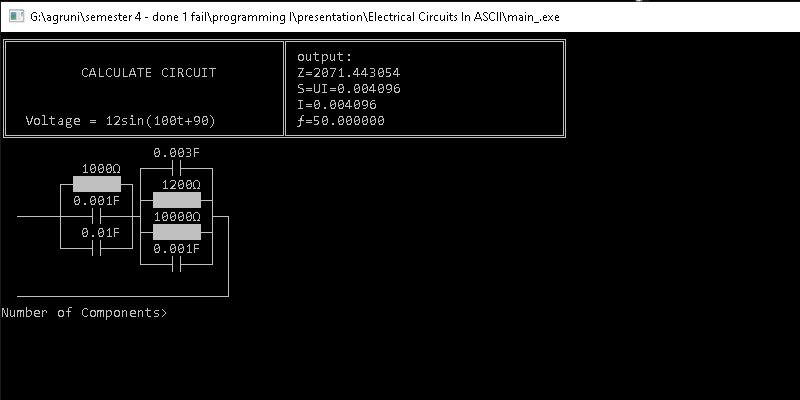 G:\agruni\semester 4 - done 1 fail\programming I\presentation\Electrical Circuits In ASCII\main_.exe
CALCULATE CIRCUIT
Voltage = 12sin(100t+90)
output:
Z=2071.443054
S=UI=0.004096
I=0.004096
ƒ=50.000000
1000Ω
0.001F
0.01F
0.003F
1200Ω
10000Ω
0.001F
Number of Components>